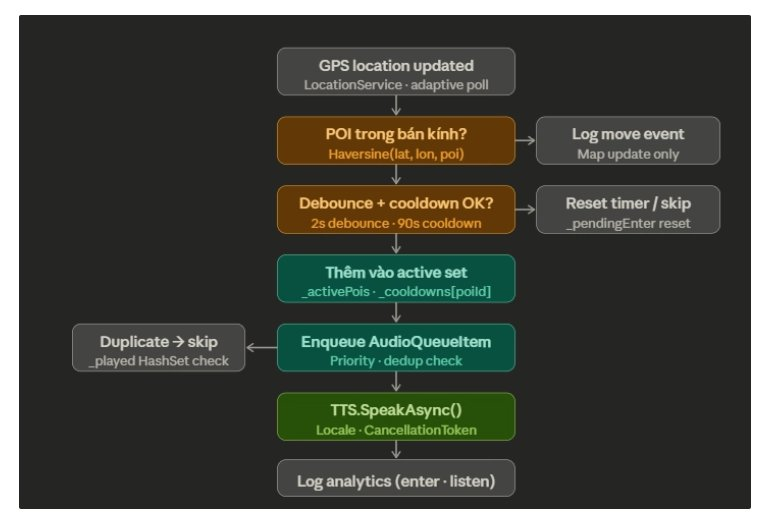 GPS location updated
LocationService · adaptive poll
POI trong bán kính?
Haversine(lat, lon, poi)
Log move event
Map update only
Debounce + cooldown OK?
2s debounce · 90s cooldown
Reset timer / skip
_pendingEnter reset
Thêm vào active set
_activePois · _cooldowns[poiId]
Duplicate → skip
_played HashSet check
Enqueue AudioQueueItem
Priority · dedup check
TTS.SpeakAsync()
Locale · CancellationToken
Log analytics (enter · listen)